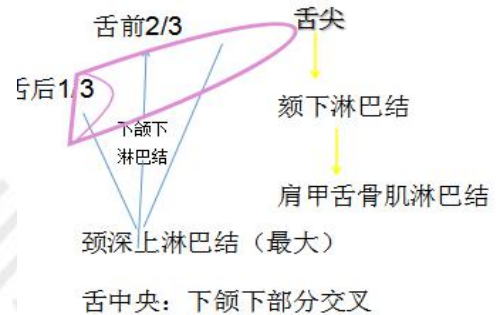 舌尖
舌前2/3
舌后1/3
颏下淋巴结
下颌下
淋巴结
肩甲舌骨肌淋巴结
颈深上淋巴结（最大）
舌中央：下颌下部分交叉